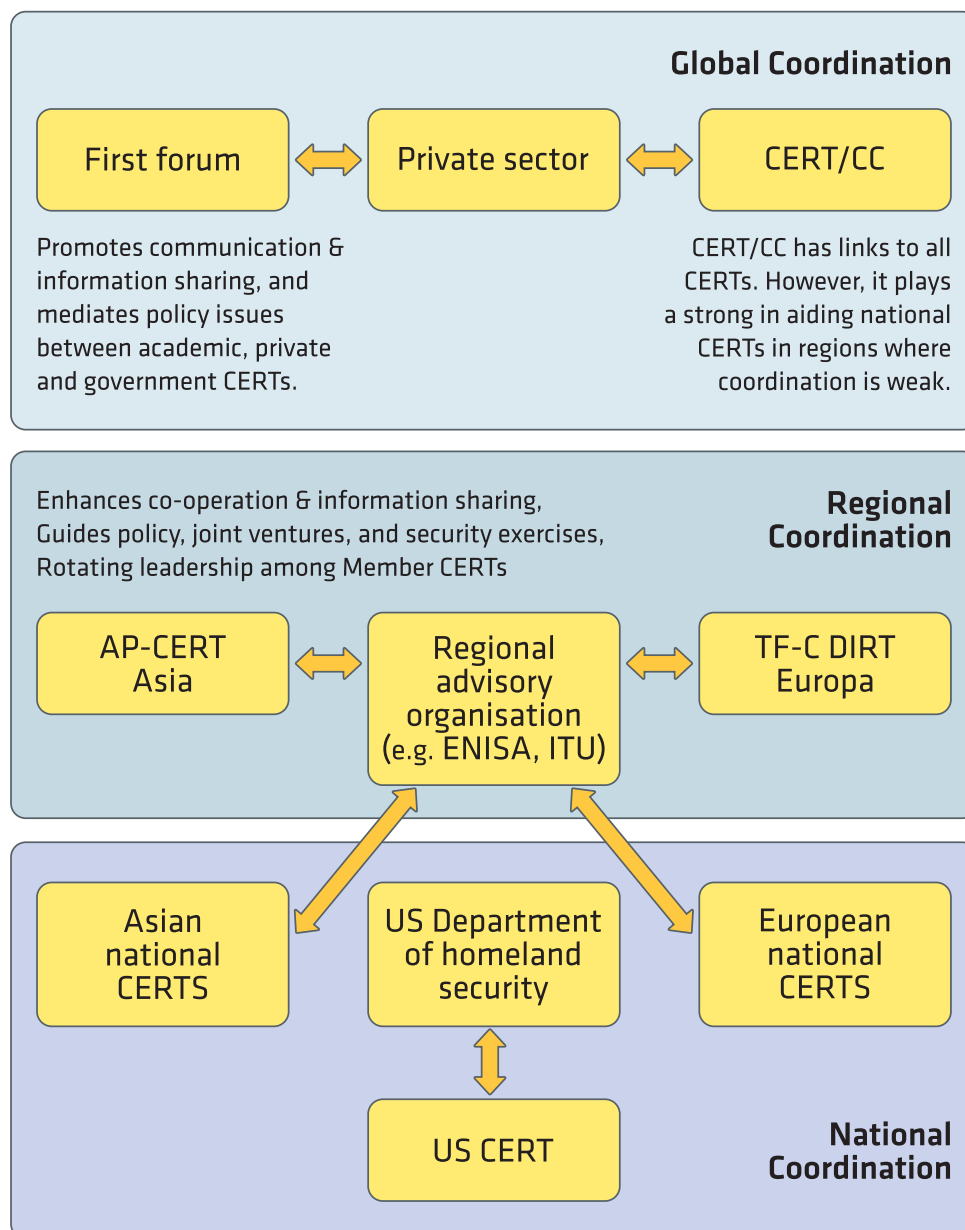 Global Coordination
First forum
Private sector
CERT/CC
Promotes communication &
information sharing, and
mediates policy issues
between academic, private
and government CERTs.
CERT/CC has links to all
CERTs. However, it plays
a strong in aiding national
CERTs in regions where
coordination is weak.
Enhances co-operation & information sharing,
Guides policy, joint ventures, and security exercises,
Rotating leadership among Member CERTs
Regional
Coordination
AP-CERT
Asia
Regional
advisory
organisation
(e.g. ENISA, ITU)
TF-C DIRT
Europa
Asian
national
CERTS
US Department
of homeland
security
European
national
CERTS
US CERT
National
Coordination